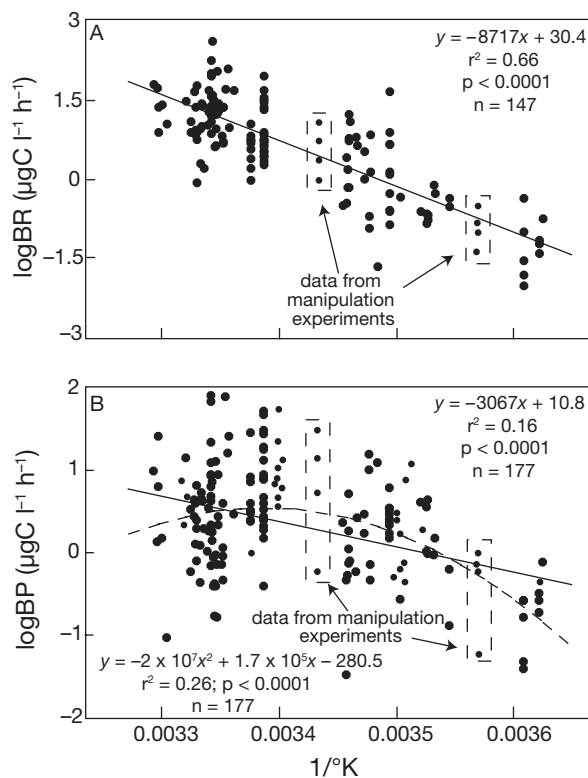 A
y = −8717x + 30.4
r² = 0.66
p < 0.0001
n = 147
3
1.5
0
−1.5
−3
logBR (µgC l⁻¹ h⁻¹)
data from
manipulation
experiments
B
y = −3067x + 10.8
r² = 0.16
p < 0.0001
n = 177
2
1
0
−1
−2
logBP (µgC l⁻¹ h⁻¹)
data from manipulation
experiments
y = −2 x 10⁷x² + 1.7 x 10⁵x − 280.5
r² = 0.26; p < 0.0001
n = 177
0.0033 0.0034 0.0035 0.0036
1/°K